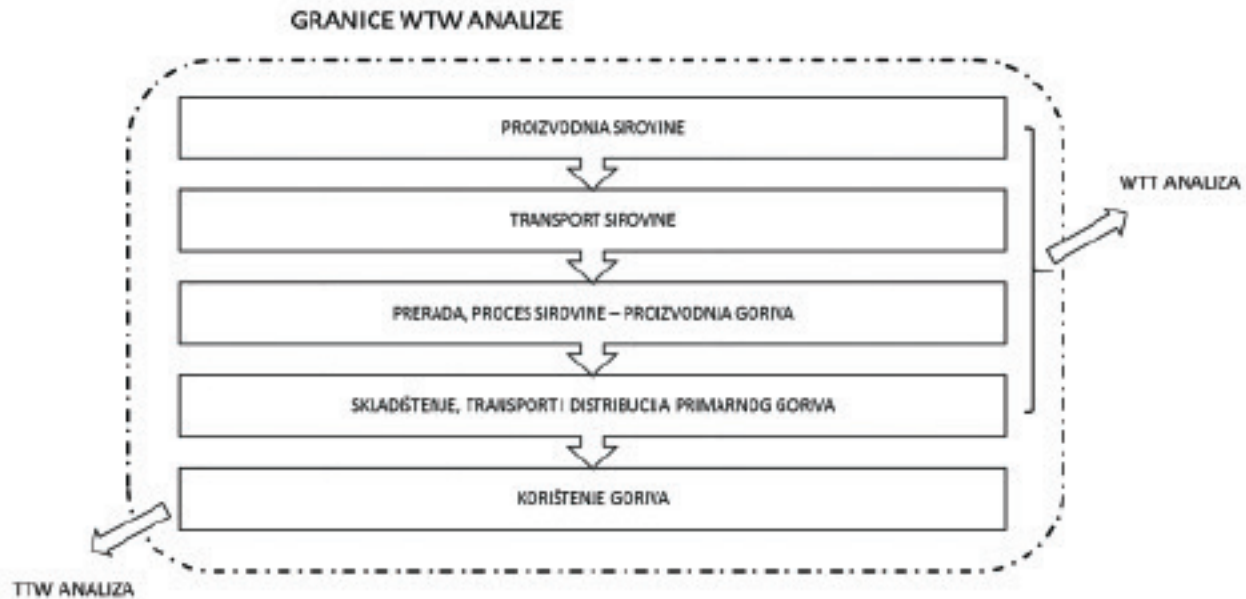 GRANICE WTW ANALIZE
PROIZVODNJA SIROVINE
WTT ANALIZA
TRANSPORT SIROVINE
PRERADA, PROCES SIROVINE – PROIZVODNJA GORIVA
SKLADIŠTENJE, TRANSPORT I DISTRIBUCIJA PRIMARNOG GORIVA
KORIŠTENJE GORIVA
TTW ANALIZA